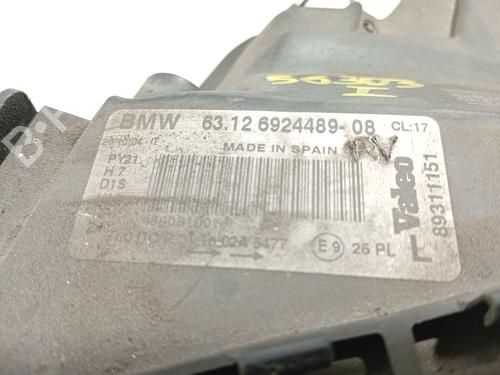 56303
I
BMW 63.12 6924489-08 CL:17
MADE IN SPAIN
PY21
H7
D1S
E9 25 PL
Valeo
89311151
L
B-PARTS